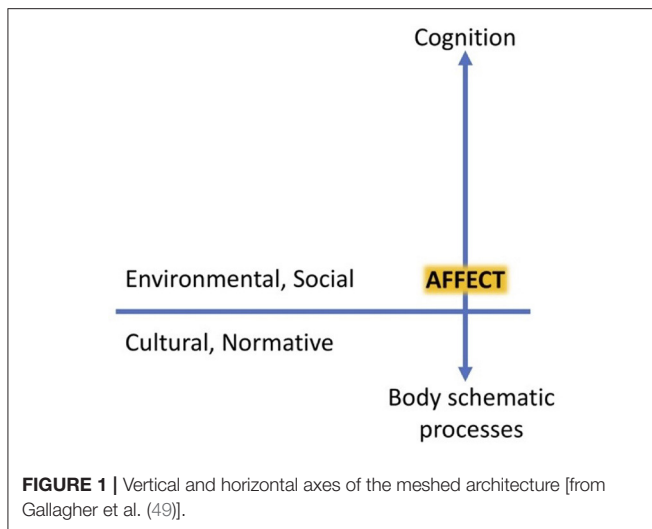 Cognition
Environmental, Social
AFFECT
Cultural, Normative
Body schematic
processes
FIGURE 1 | Vertical and horizontal axes of the meshed architecture [from
Gallagher et al. (49)].